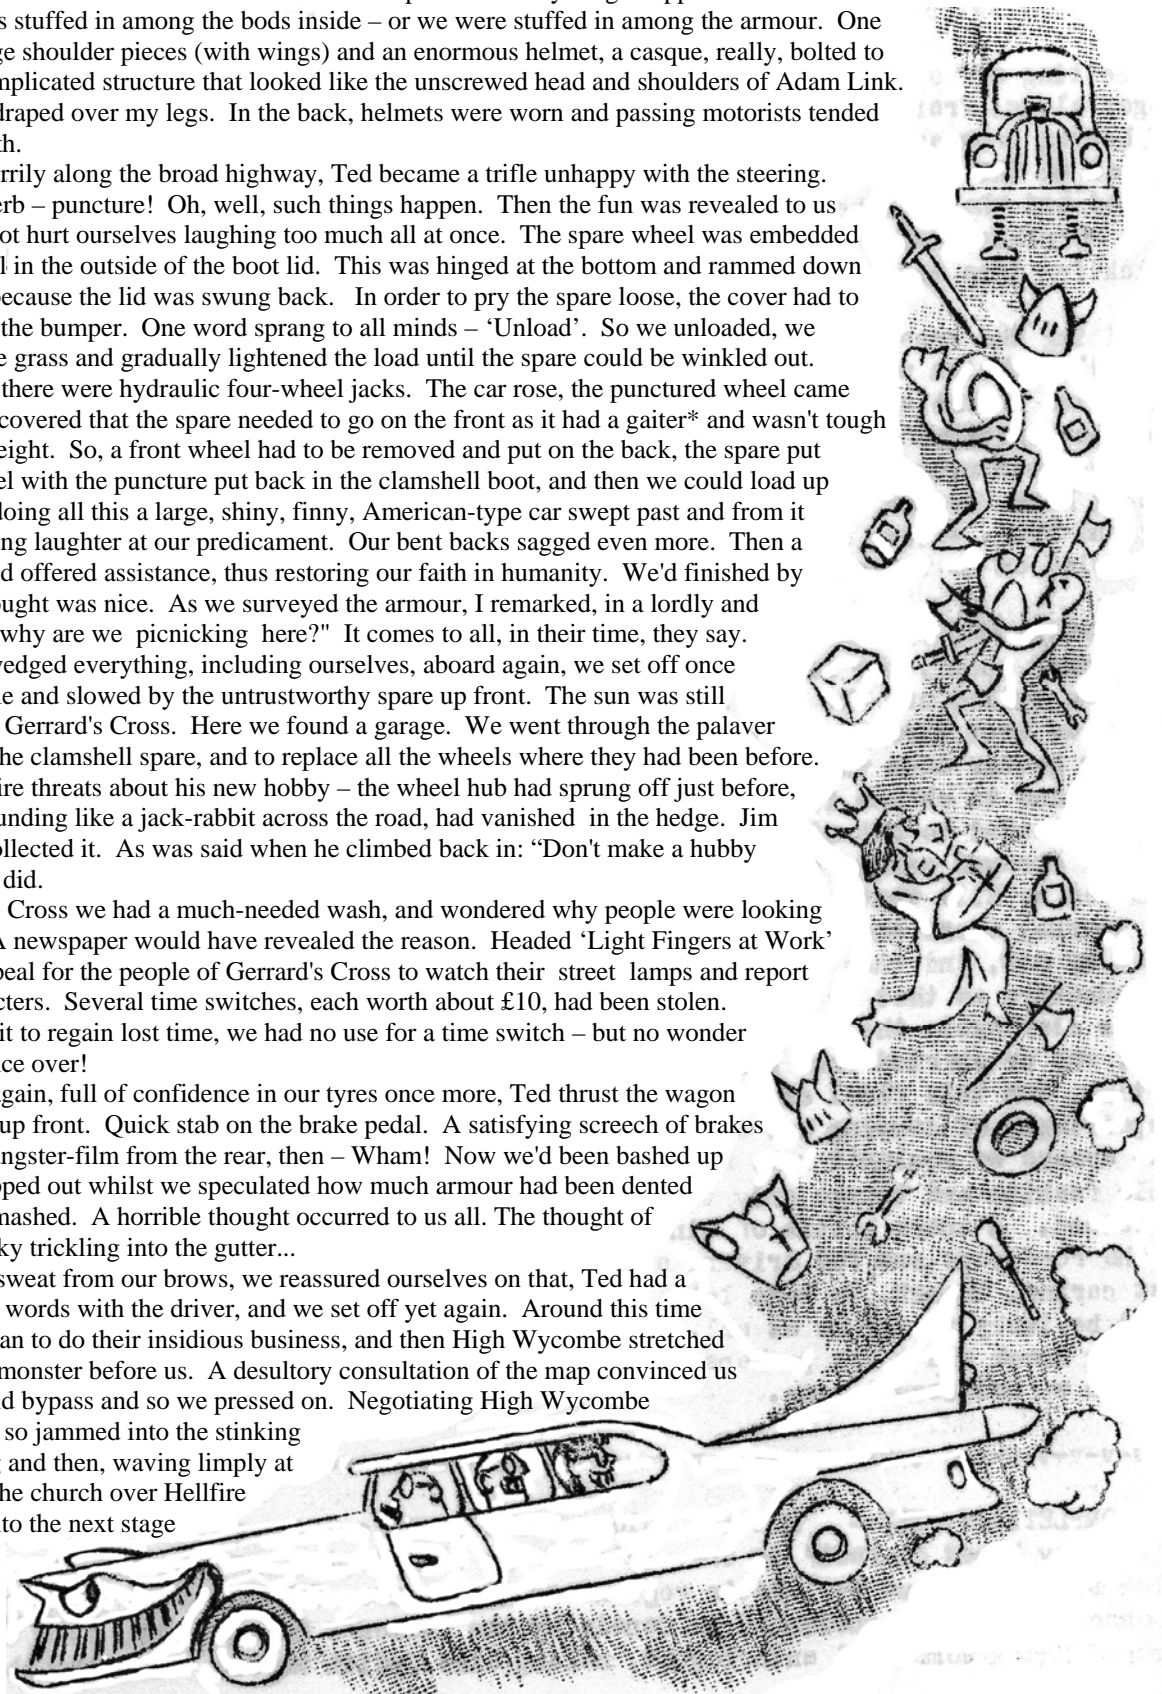 s stuffed in among the bods inside – or we were stuffed in among the armour. One
ge shoulder pieces (with wings) and an enormous helmet, a casque, really, bolted to
mplicated structure that looked like the unscrewed head and shoulders of Adam Link.
draped over my legs. In the back, helmets were worn and passing motorists tended
th.
rrily along the broad highway, Ted became a trifle unhappy with the steering.
erb – puncture! Oh, well, such things happen. Then the fun was revealed to us
ot hurt ourselves laughing too much all at once. The spare wheel was embedded
l in the outside of the boot lid. This was hinged at the bottom and rammed down
because the lid was swung back. In order to pry the spare loose, the cover had to
the bumper. One word sprang to all minds – ‘Unload’. So we unloaded, we
e grass and gradually lightened the load until the spare could be winkled out.
there were hydraulic four-wheel jacks. The car rose, the punctured wheel came
covered that the spare needed to go on the front as it had a gaiter* and wasn't tough
eight. So, a front wheel had to be removed and put on the back, the spare put
el with the puncture put back in the clamshell boot, and then we could load up
doing all this a large, shiny, finny, American-type car swept past and from it
ng laughter at our predicament. Our bent backs sagged even more. Then a
d offered assistance, thus restoring our faith in humanity. We'd finished by
ought was nice. As we surveyed the armour, I remarked, in a lordly and
why are we picnicking here?" It comes to all, in their time, they say.
wedged everything, including ourselves, aboard again, we set off once
e and slowed by the untrustworthy spare up front. The sun was still
Gerrard's Cross. Here we found a garage. We went through the palaver
he clamshell spare, and to replace all the wheels where they had been before.
ire threats about his new hobby – the wheel hub had sprung off just before,
unding like a jack-rabbit across the road, had vanished in the hedge. Jim
ollected it. As was said when he climbed back in: “Don't make a hubby
did.
Cross we had a much-needed wash, and wondered why people were looking
A newspaper would have revealed the reason. Headed ‘Light Fingers at Work’
peal for the people of Gerrard's Cross to watch their street lamps and report
cters. Several time switches, each worth about £10, had been stolen.
it to regain lost time, we had no use for a time switch – but no wonder
ce over!
gain, full of confidence in our tyres once more, Ted thrust the wagon
up front. Quick stab on the brake pedal. A satisfying screech of brakes
ngster-film from the rear, then – Wham! Now we'd been bashed up
pped out whilst we speculated how much armour had been dented
mashed. A horrible thought occurred to us all. The thought of
ky trickling into the gutter...
sweat from our brows, we reassured ourselves on that, Ted had a
words with the driver, and we set off yet again. Around this time
an to do their insidious business, and then High Wycombe stretched
monster before us. A desultory consultation of the map convinced us
d bypass and so we pressed on. Negotiating High Wycombe
so jammed into the stinking
g and then, waving limply at
he church over Hellfire
nto the next stage